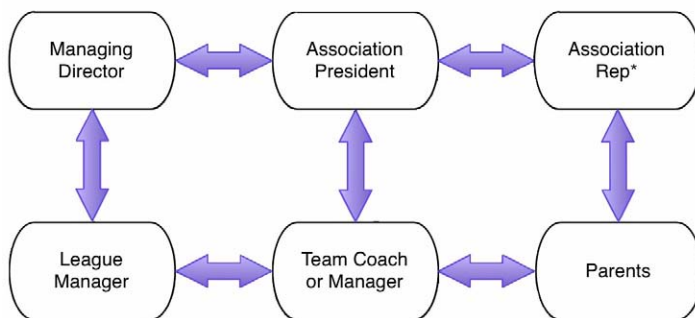 Managing
Director
Association
President
Association
Rep*
League
Manager
Team Coach
or Manager
Parents